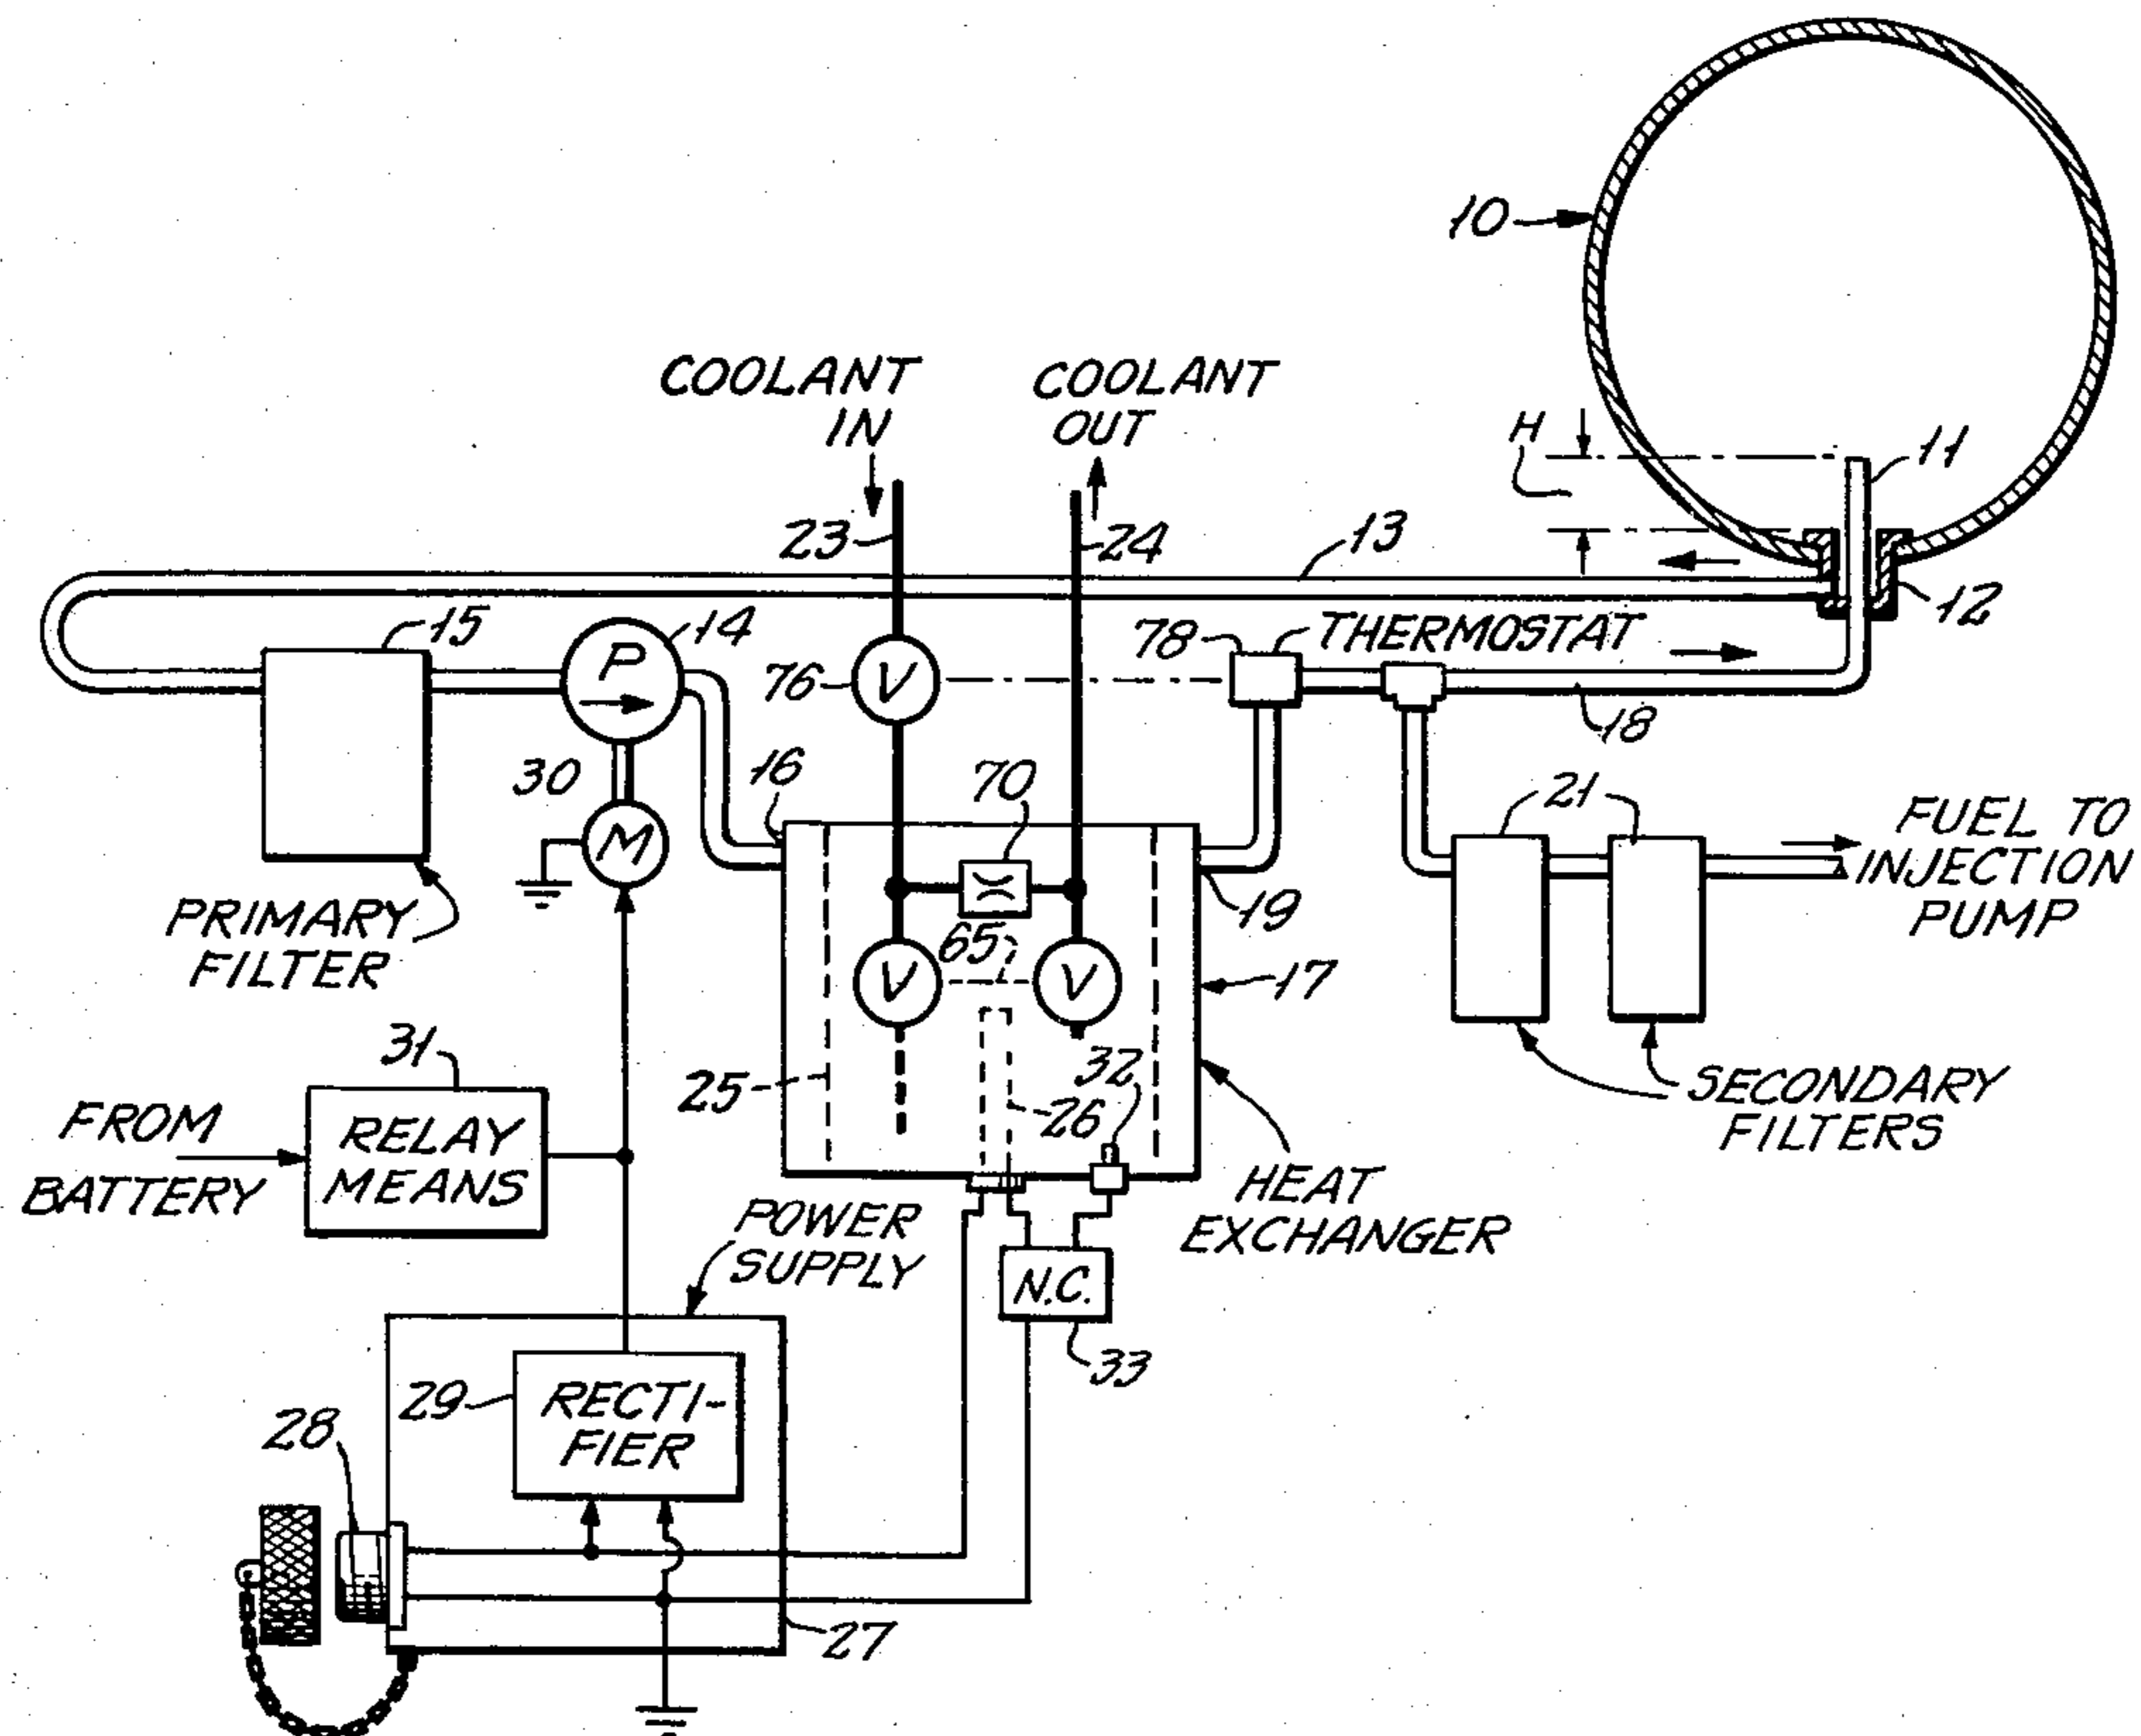 10
COOLANT
IN
COOLANT
OUT
H
11
23
24
13
12
15
P
14
78
THERMOSTAT
76
V
18
30
16
70
21
M
FUEL TO
INJECTION
PUMP
PRIMARY
FILTER
19
65
V
V
17
31
25
26
32
SECONDARY
FILTERS
FROM
BATTERY
RELAY
MEANS
HEAT
EXCHANGER
POWER
SUPPLY
N.C.
33
29
RECTI-
FIER
28
27